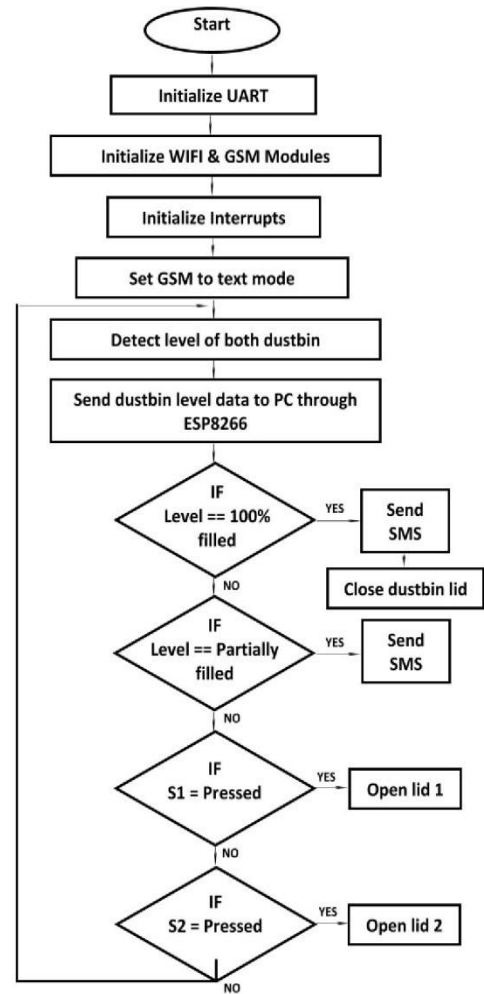 Start
Initialize UART
Initialize WIFI & GSM Modules
Initialize Interrupts
Set GSM to text mode
Detect level of both dustbin
Send dustbin level data to PC through
ESP8266
IF
Level == 100%
filled
YES
Send
SMS
Close dustbin lid
NO
IF
Level == Partially
filled
YES
Send
SMS
NO
IF
S1 = Pressed
YES
Open lid 1
NO
IF
S2 = Pressed
YES
Open lid 2
NO